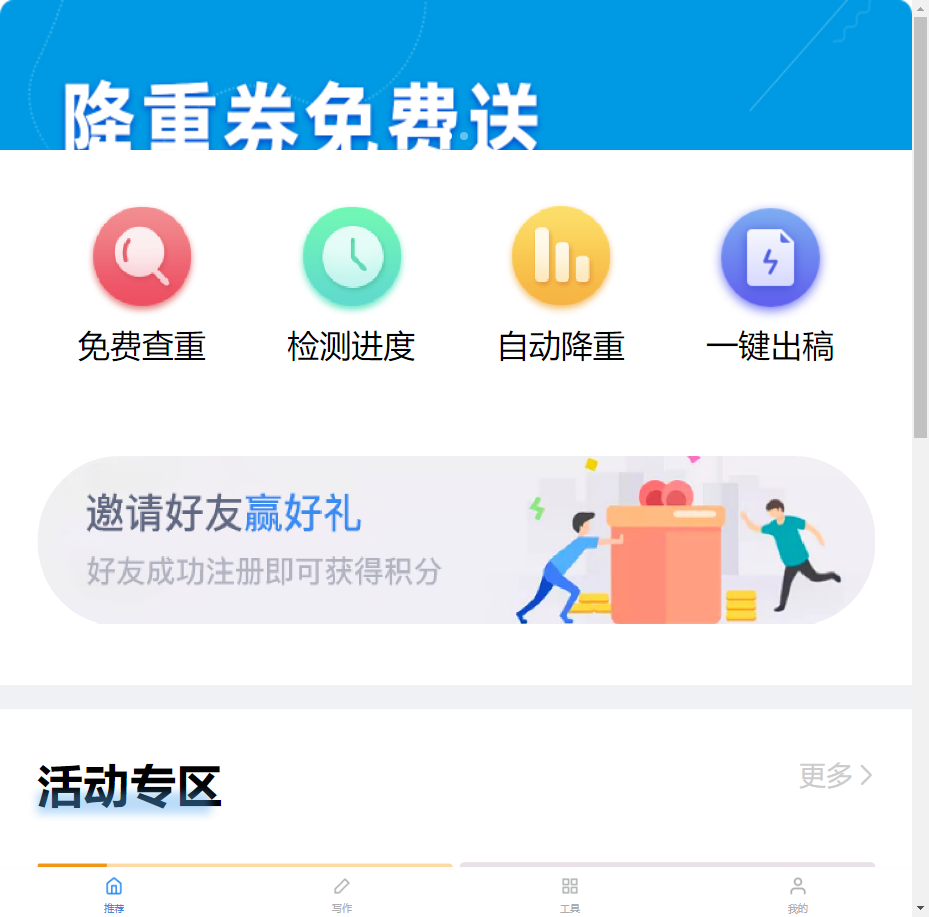 降重券免费送
免费查重
检测进度
自动降重
一键出稿
邀请好友赢好礼
好友成功注册即可获得积分
活动专区
更多
推荐
写作
工具
我的